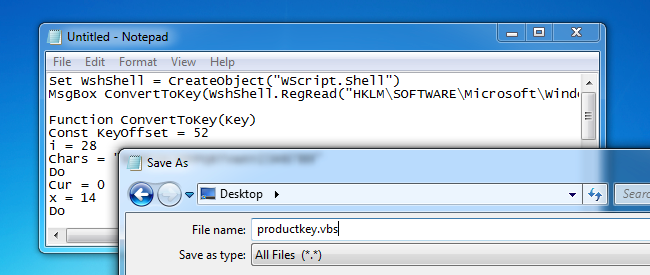 Untitled - Notepad
File Edit Format View Help
Set WshShell = CreateObject("WScript.Shell")
MsgBox ConvertToKey(WshShell.RegRead("HKLM\SOFTWARE\Microsoft\Windo
Function ConvertToKey(Key)
Const KeyOffset = 52
i = 28
Chars = "
Do
Cur = 0
x = 14
Do
Save As
Desktop
Searc
File name: productkey.vbs
Save as type: All Files (*.*)